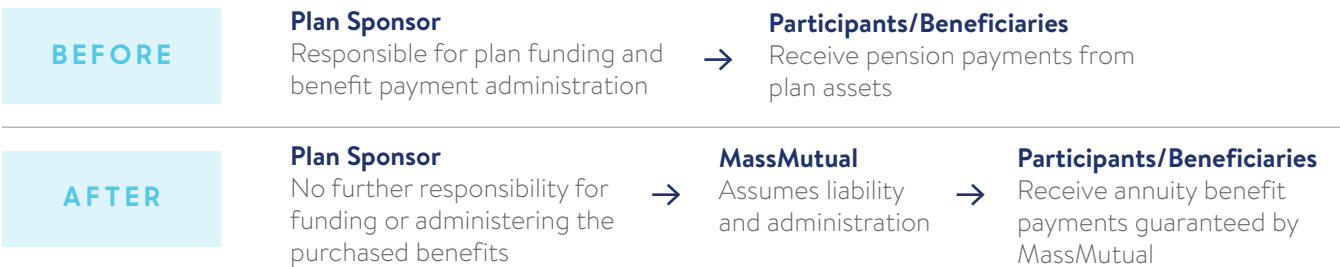 BEFORE
Plan Sponsor
Responsible for plan funding and
benefit payment administration
→
Participants/Beneficiaries
Receive pension payments from
plan assets
AFTER
Plan Sponsor
No further responsibility for
funding or administering the
purchased benefits
→
MassMutual
Assumes liability
and administration
→
Participants/Beneficiaries
Receive annuity benefit
payments guaranteed by
MassMutual